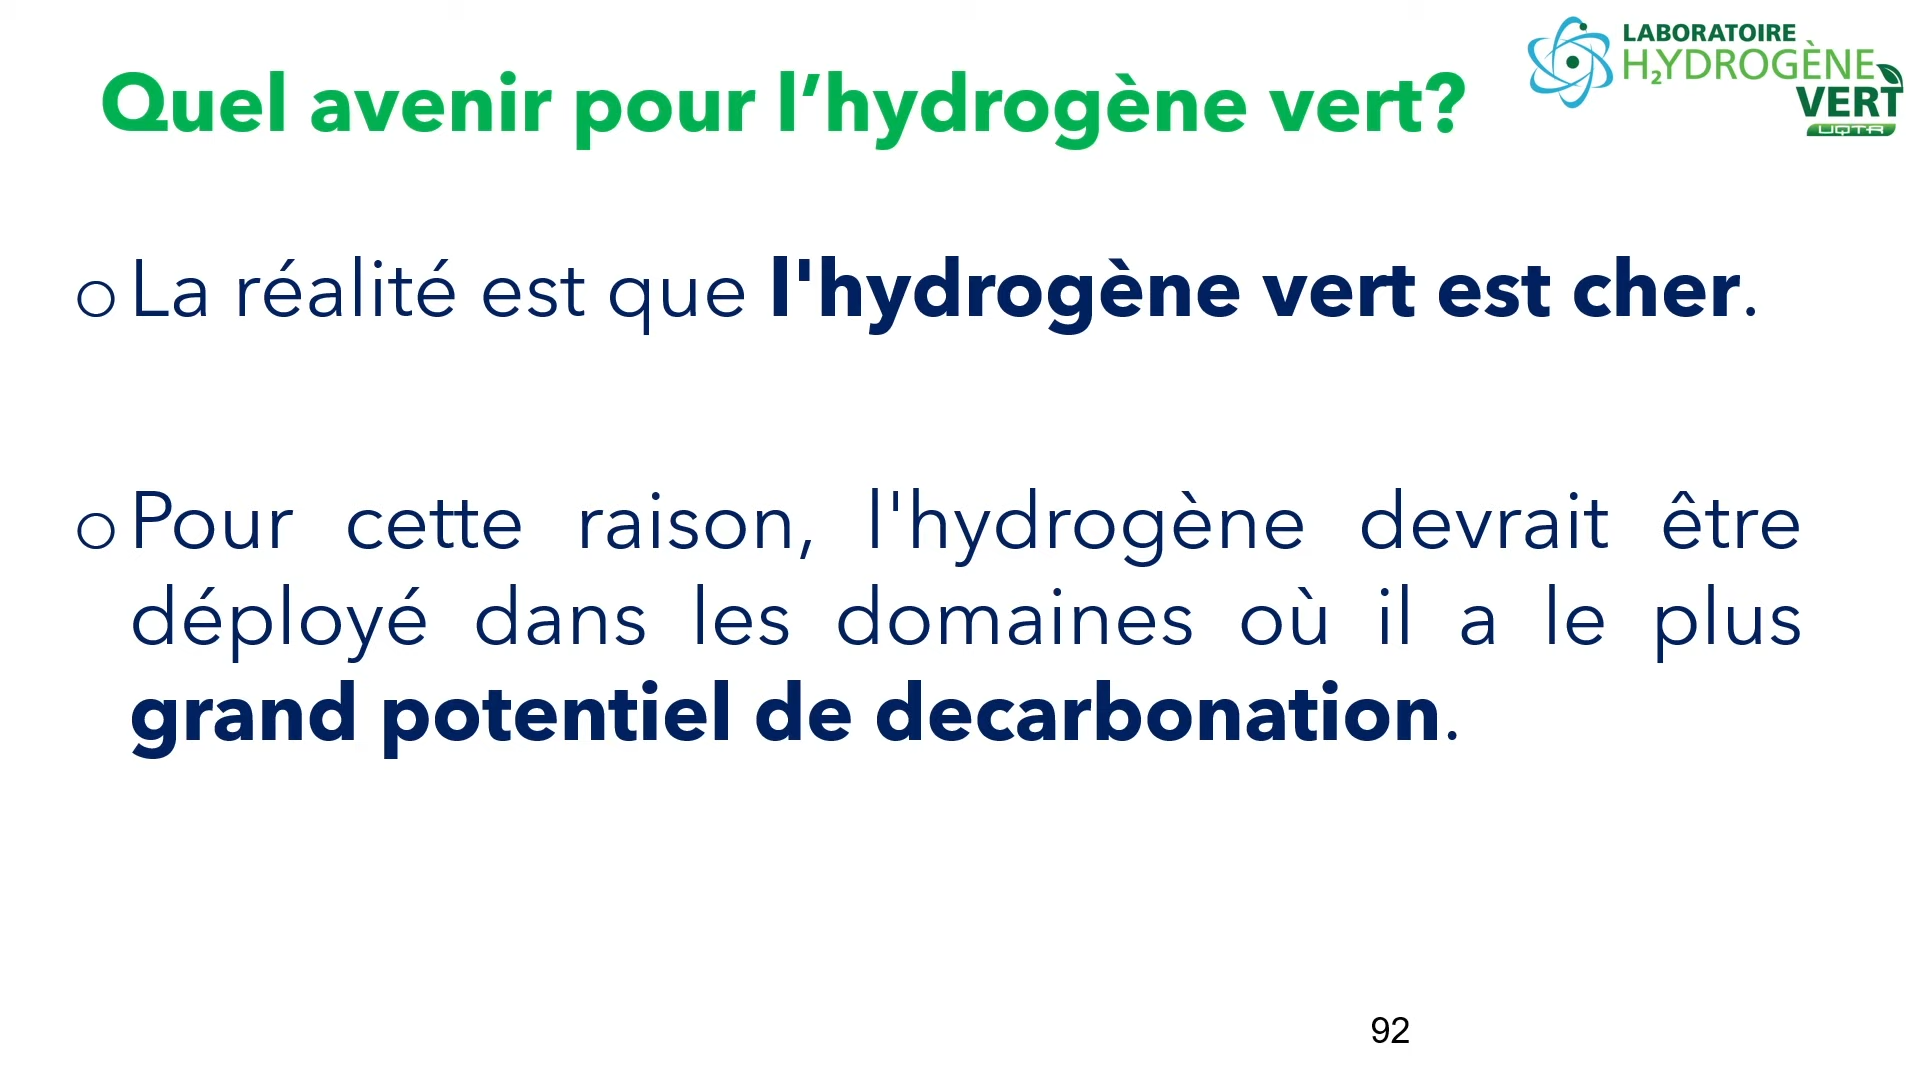 LABORATOIRE
H2YDROGÈNE
VERT
UQTR
Quel avenir pour l’hydrogène vert?
o La réalité est que l'hydrogène vert est cher.
o Pour cette raison, l'hydrogène devrait être
déployé dans les domaines où il a le plus
grand potentiel de decarbonation.
92